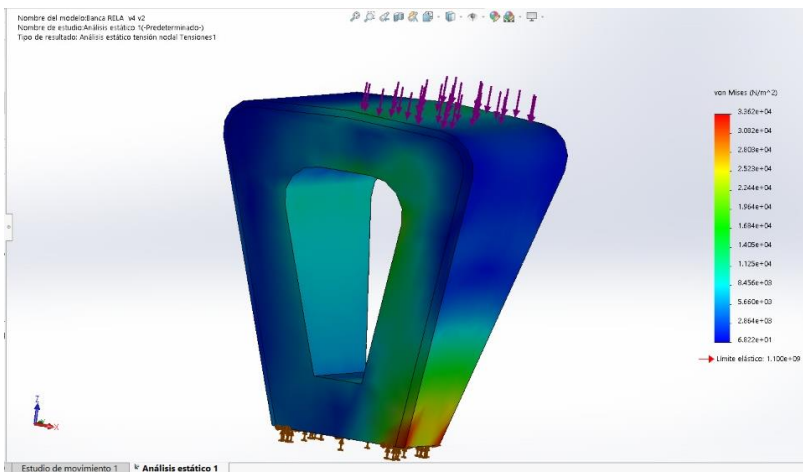 Nombre del modelo:Banca RELA v4 v2
Nombre de estudio:Análisis estático 1(-Predeterminado-)
Tipo de resultado: Análisis estático tensión nodal Tensiones1
von Mises (N/m^2)
3.362e+04
3.082e+04
2.803e+04
2.523e+04
2.244e+04
1.964e+04
1.684e+04
1.405e+04
1.125e+04
8.456e+03
5.660e+03
2.864e+03
6.822e+01
Límite elástico: 1.100e+09
Z
X
Estudio de movimiento 1
Análisis estático 1